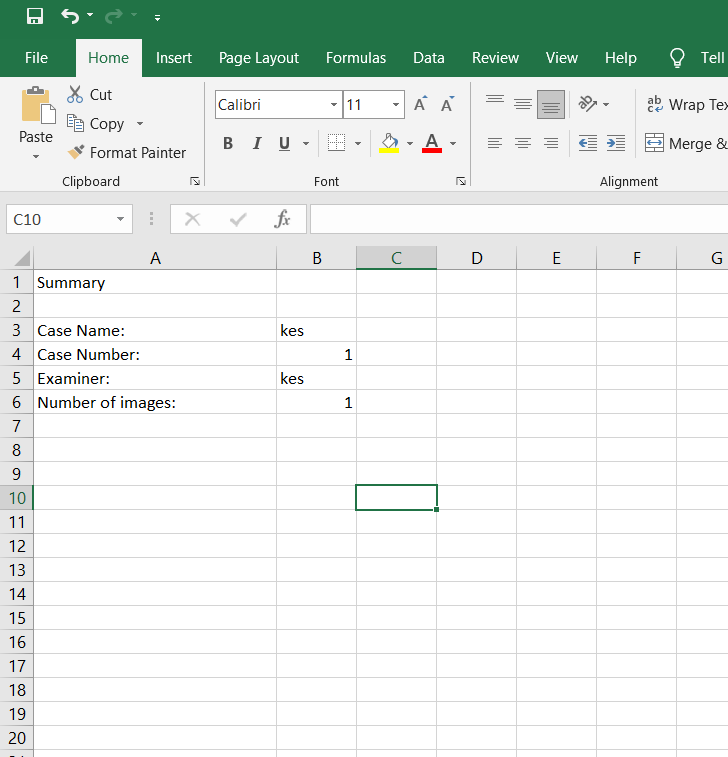 File Home Insert Page Layout Formulas Data Review View Help Tell
Paste
Cut
Copy
Format Painter
Calibri 11 A A
B I U A
ab Wrap Tex
Merge &
Clipboard Font Alignment
C10 fx
A B C D E F G
1 Summary
2
3 Case Name: kes
4 Case Number: 1
5 Examiner: kes
6 Number of images: 1
7
8
9
10
11
12
13
14
15
16
17
18
19
20